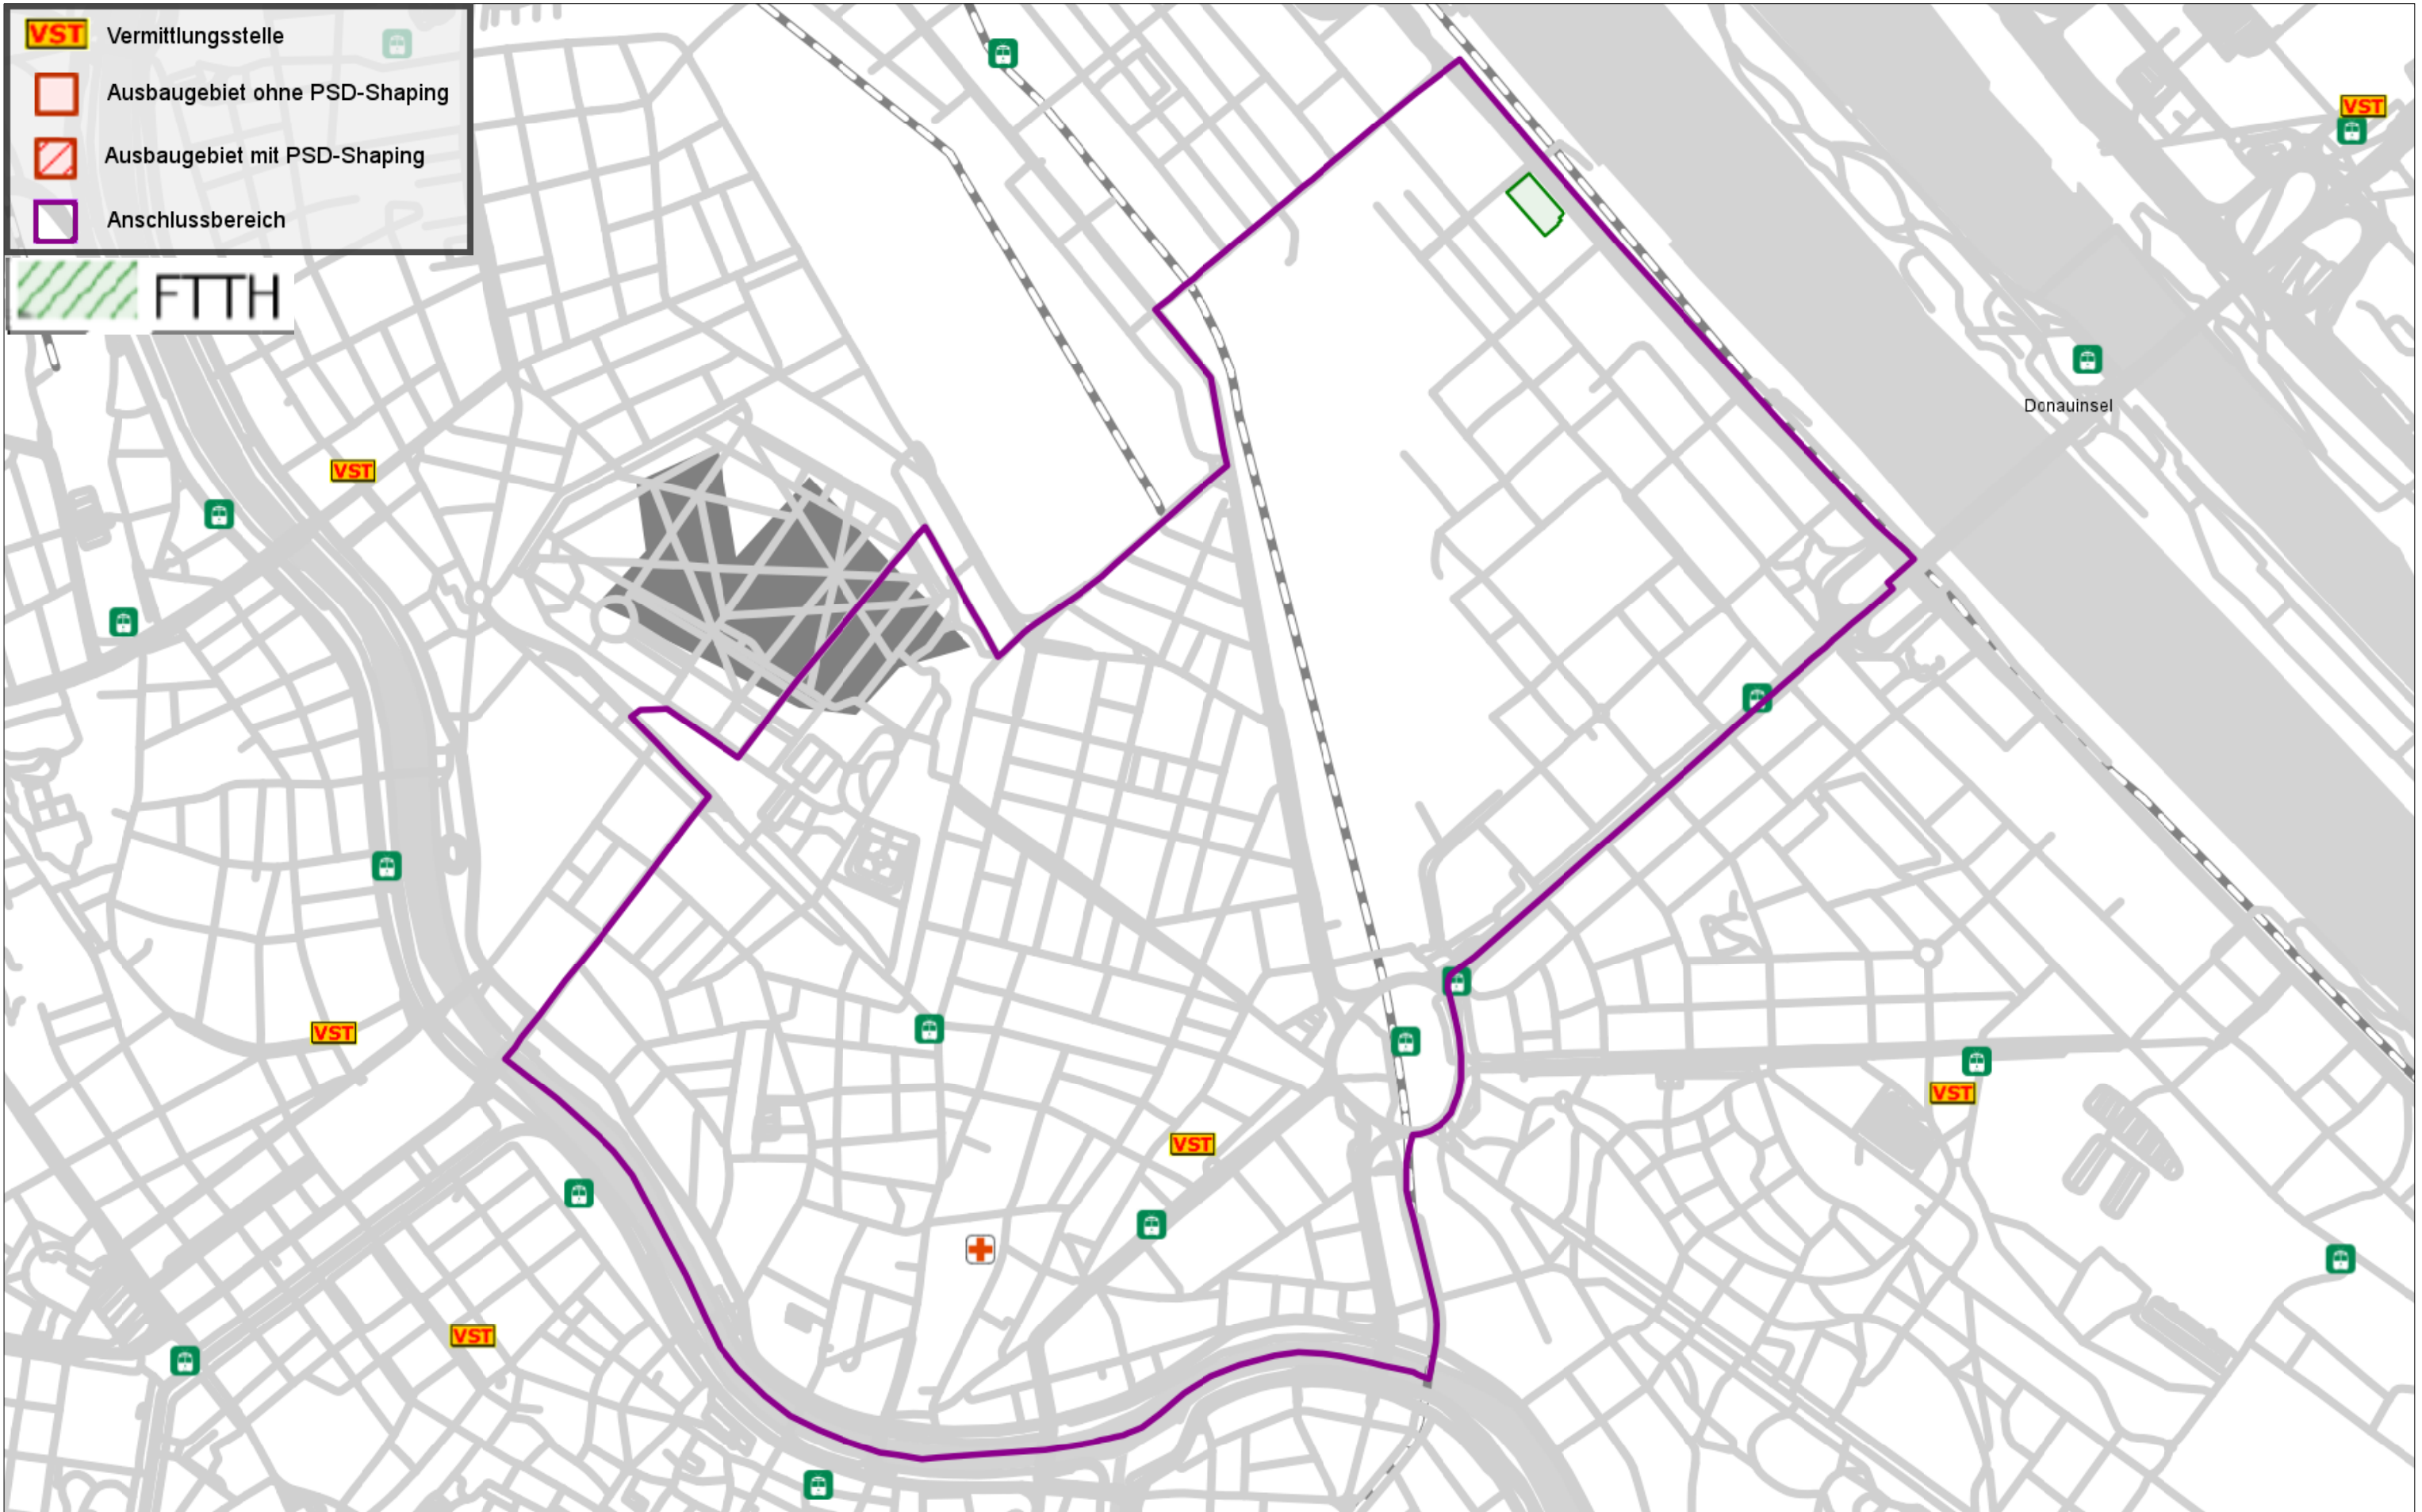 VST Vermittlungsstelle
Ausbaugebiet ohne PSD-Shaping
Ausbaugebiet mit PSD-Shaping
Anschlussbereich
FTTH
VST
Donauinsel
VST
VST
VST
VST
VST